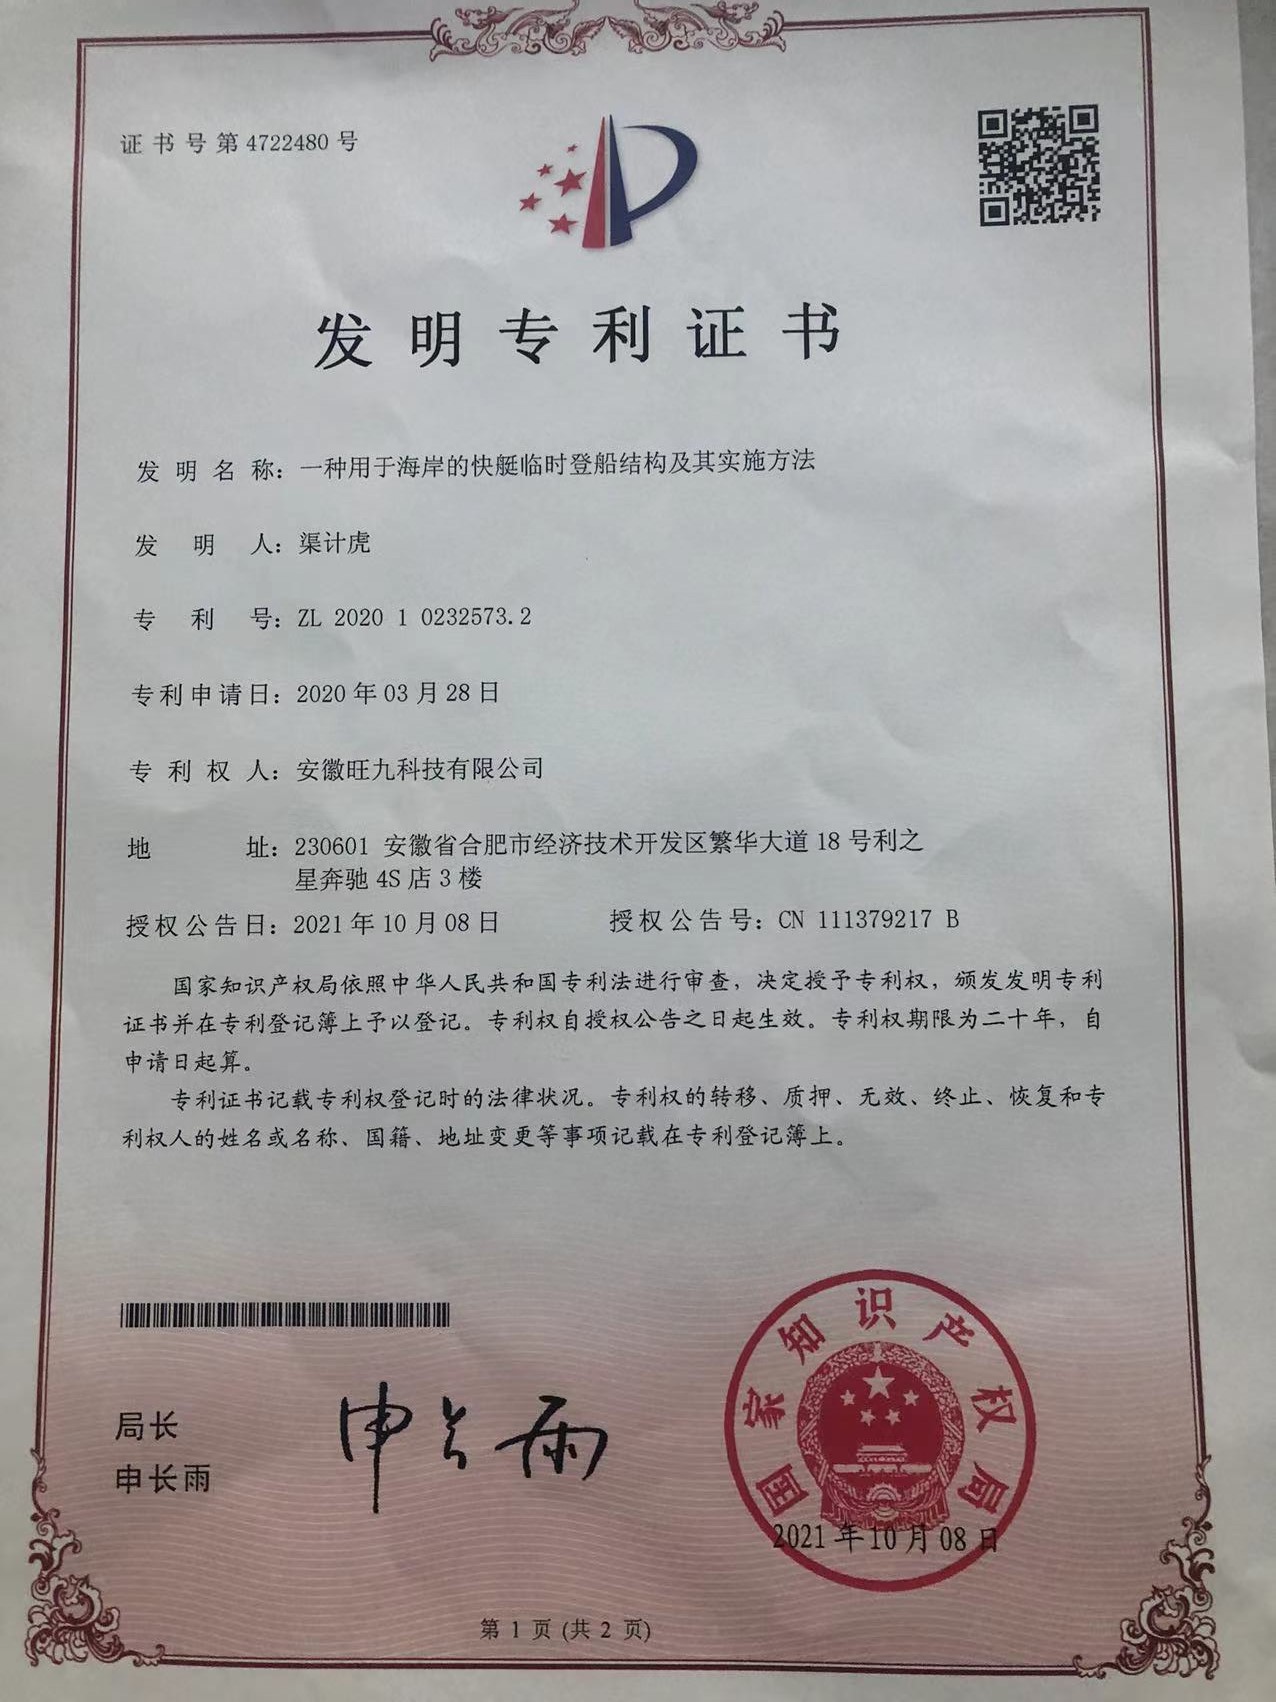 证书号第4722480号
发明专利证书
发明名称：一种用于海岸的快艇临时登船结构及其实施方法
发明人：渠计虎
专利号：ZL 2020 1 0232573.2
专利申请日：2020年03月28日
专利权人：安徽旺九科技有限公司
地址：230601 安徽省合肥市经济技术开发区繁华大道18号利之
星奔驰4S店3楼
授权公告日：2021年10月08日 授权公告号：CN 111379217 B
国家知识产权局依照中华人民共和国专利法进行审查，决定授予专利权，颁发发明专利
证书并在专利登记簿上予以登记。专利权自授权公告之日起生效。专利权期限为二十年，自
申请日起算。
专利证书记载专利权登记时的法律状况。专利权的转移、质押、无效、终止、恢复和专
利权人的姓名或名称、国籍、地址变更等事项记载在专利登记簿上。
局长
申长雨
申长雨
国家知识产权局
2021年10月08日
第1页(共2页)